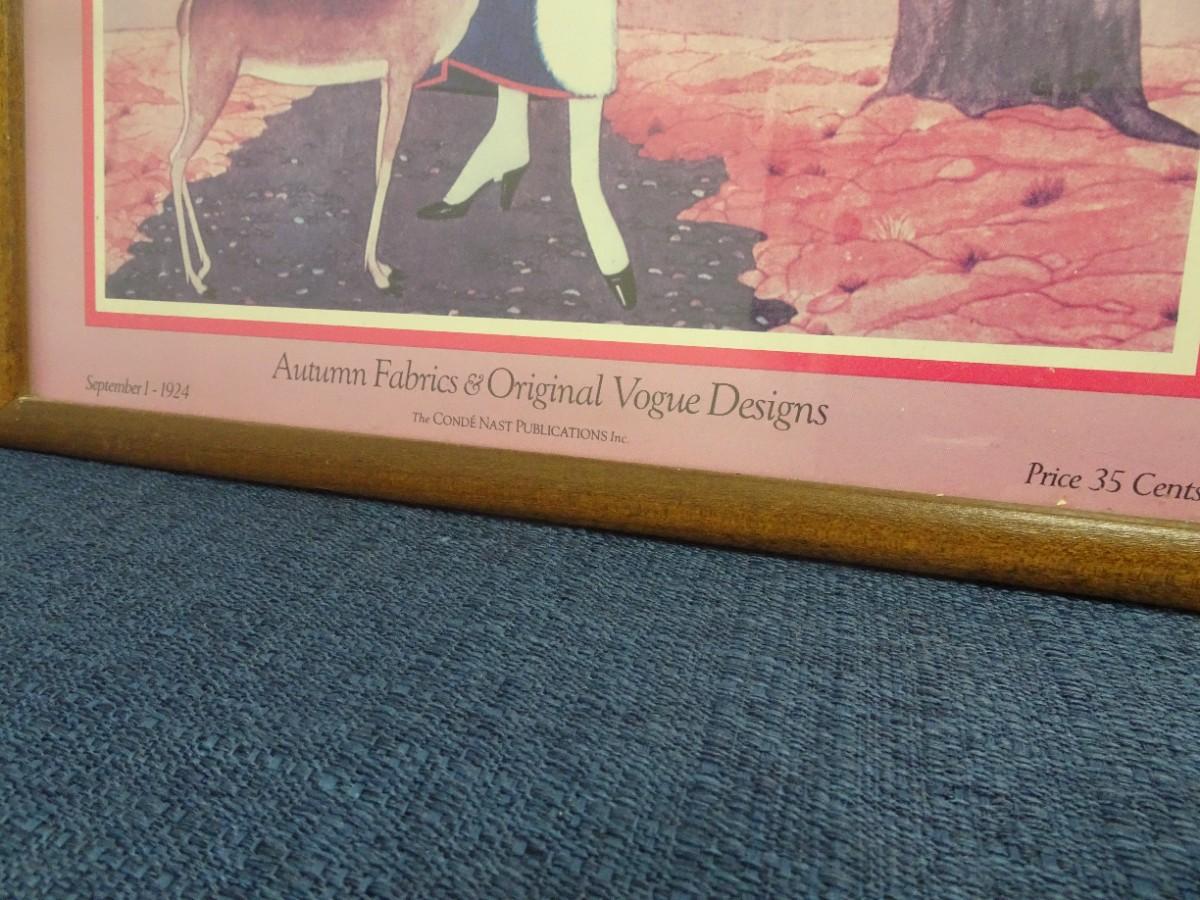 Autumn Fabrics & Original Vogue Designs
September 1 - 1924
The CONDÉ NAST PUBLICATIONS Inc.
Price 35 Cents